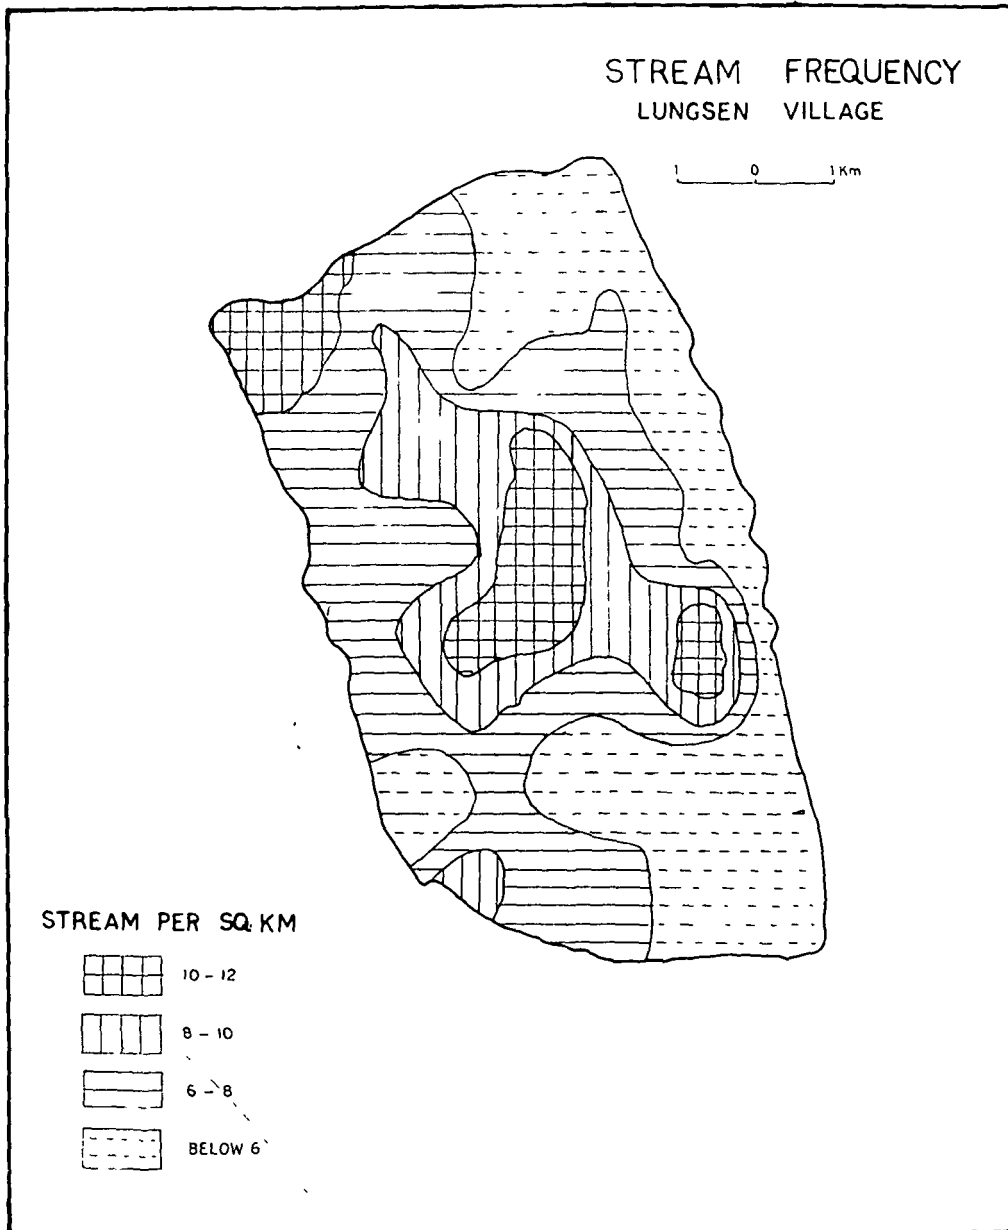 STREAM FREQUENCY
LUNGSEN VILLAGE
1 0 1 Km
STREAM PER SQ. KM
10 - 12
8 - 10
6 - 8
BELOW 6